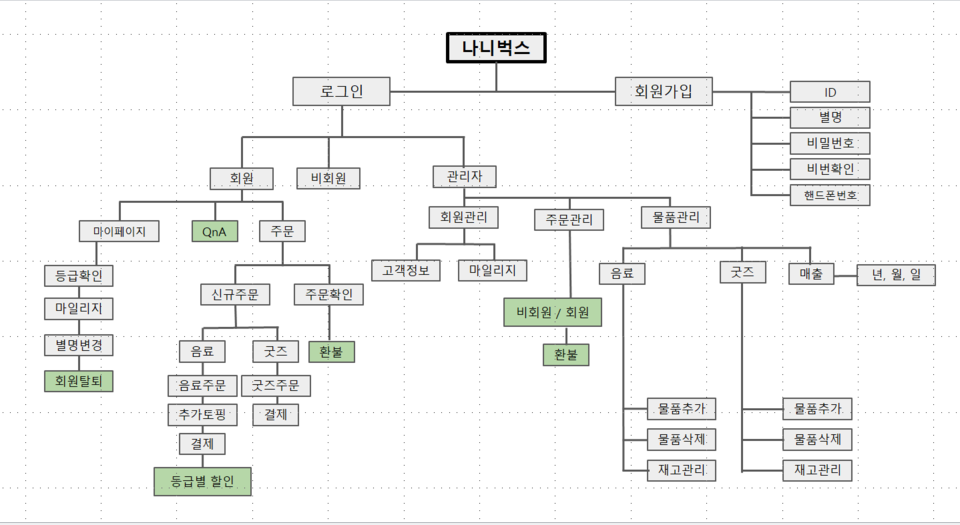 나니벅스
로그인
회원가입
ID
별명
비밀번호
비번확인
핸드폰번호
회원
비회원
관리자
마이페이지
QnA
주문
회원관리
주문관리
물품관리
등급확인
마일리지
별명변경
회원탈퇴
신규주문
주문확인
고객정보
마일리지
음료
굿즈
매출
년, 월, 일
비회원 / 회원
환불
음료
굿즈
환불
음료주문
굿즈주문
추가토핑
결제
결제
등급별 할인
물품추가
물품삭제
재고관리
물품추가
물품삭제
재고관리